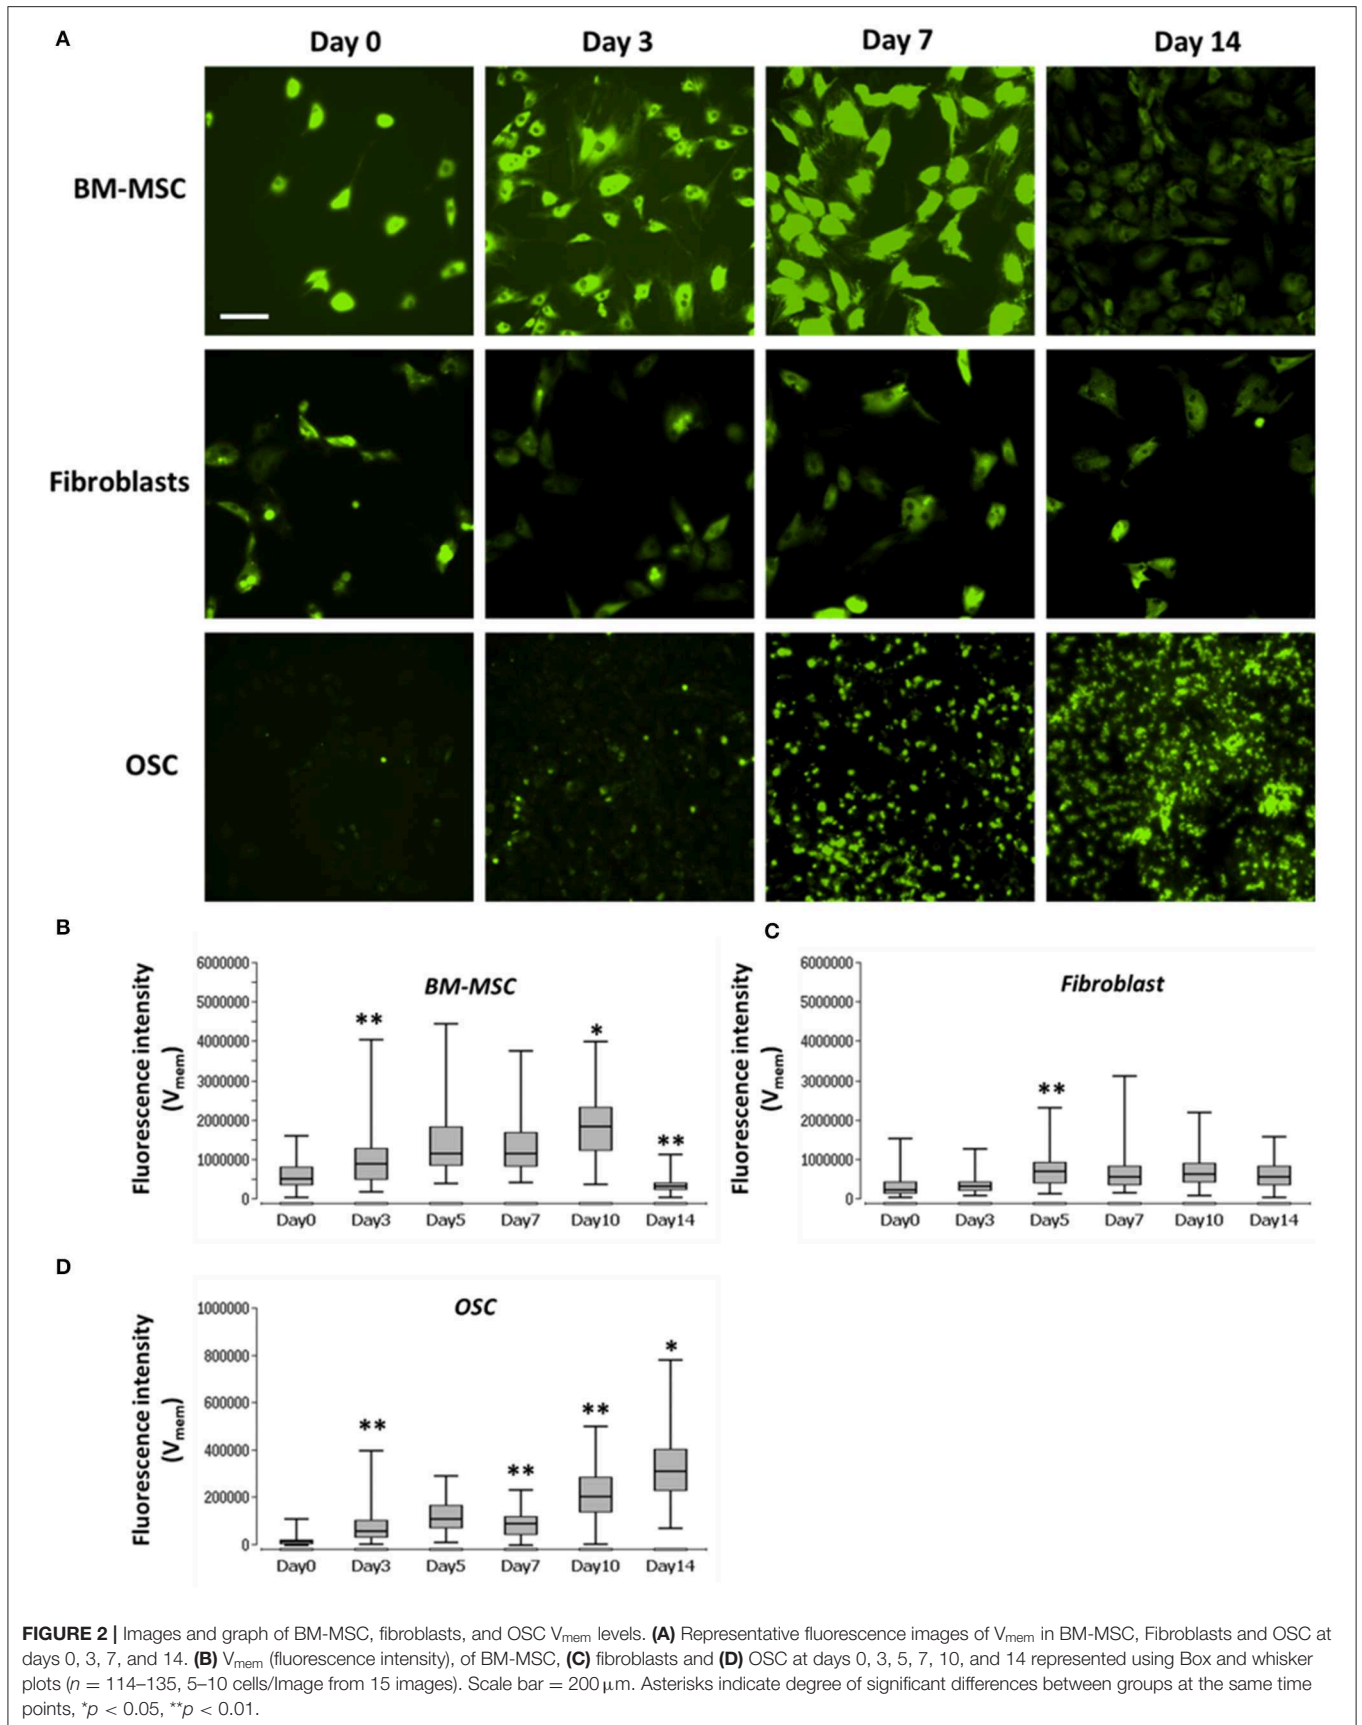 A
Day 0 Day 3 Day 7 Day 14
BM-MSC
Fibroblasts
OSC
B
Fluorescence intensity
(Vmem)
BM-MSC
6000000
5000000
4000000
3000000
2000000
1000000
0
** * **
Day0 Day3 Day5 Day7 Day10 Day14
C
Fluorescence intensity
(Vmem)
Fibroblast
6000000
5000000
4000000
3000000
2000000
1000000
0
**
Day0 Day3 Day5 Day7 Day10 Day14
D
Fluorescence intensity
(Vmem)
OSC
1000000
800000
600000
400000
200000
0
** ** ** *
Day0 Day3 Day5 Day7 Day10 Day14
FIGURE 2 | Images and graph of BM-MSC, fibroblasts, and OSC Vmem levels. (A) Representative fluorescence images of Vmem in BM-MSC, Fibroblasts and OSC at
days 0, 3, 7, and 14. (B) Vmem (fluorescence intensity), of BM-MSC, (C) fibroblasts and (D) OSC at days 0, 3, 5, 7, 10, and 14 represented using Box and whisker
plots (n = 114–135, 5–10 cells/Image from 15 images). Scale bar = 200 μm. Asterisks indicate degree of significant differences between groups at the same time
points, *p < 0.05, **p < 0.01.